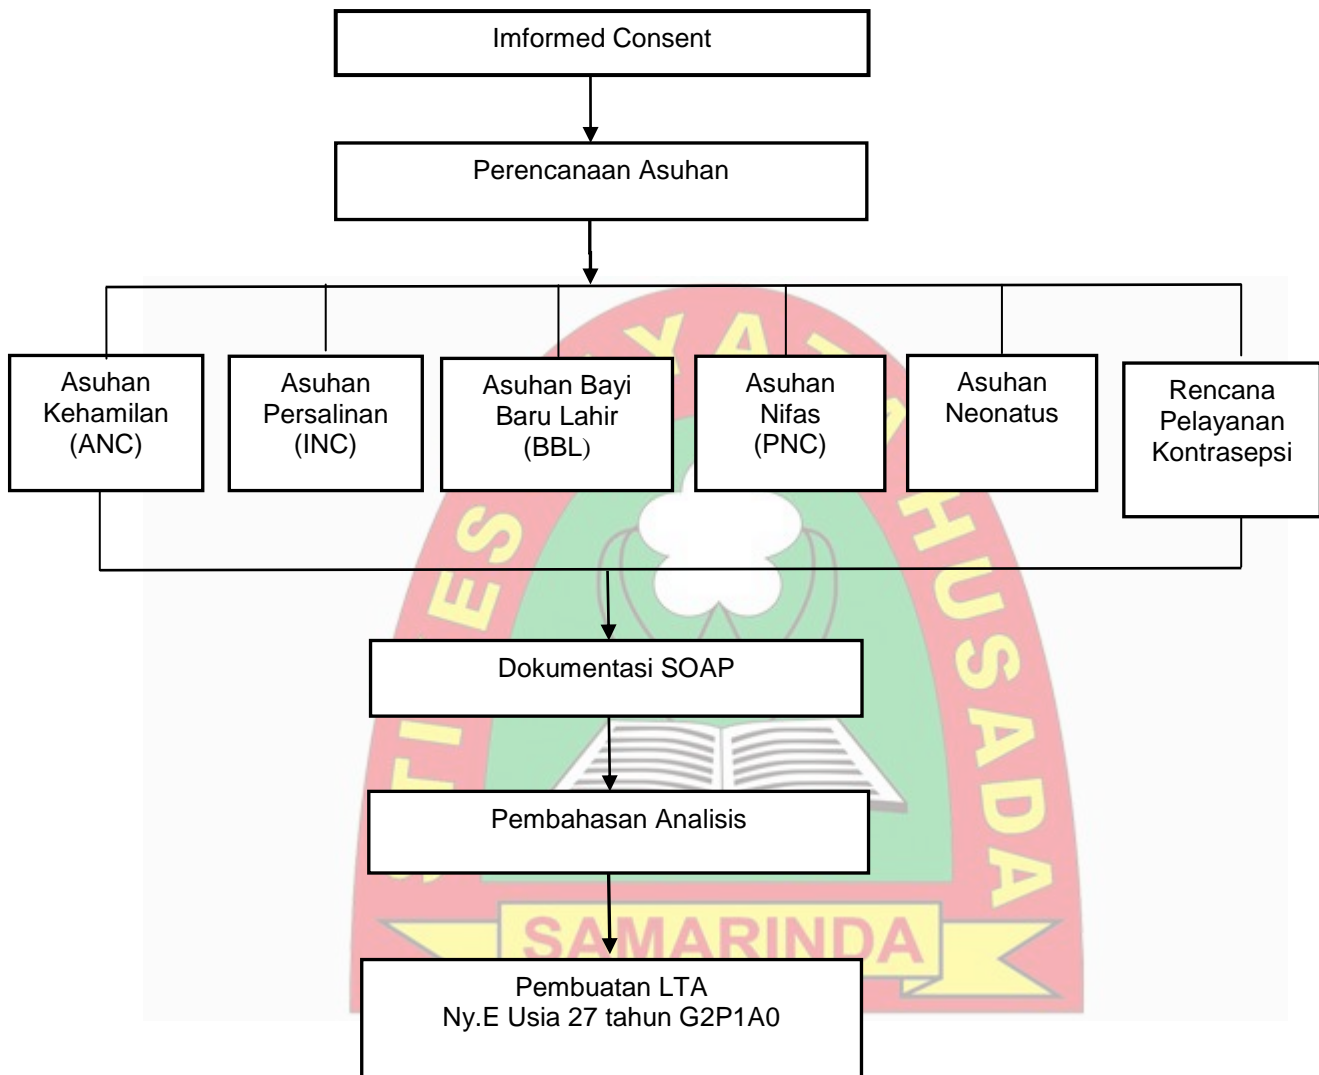 Imformed Consent
Perencanaan Asuhan
Asuhan
Kehamilan
(ANC)
Asuhan
Persalinan
(INC)
Asuhan Bayi
Baru Lahir
(BBL)
Asuhan
Nifas
(PNC)
Asuhan
Neonatus
Rencana
Pelayanan
Kontrasepsi
Dokumentasi SOAP
Pembahasan Analisis
Pembuatan LTA
Ny.E Usia 27 tahun G2P1A0
HUSADA
SAMARINDA